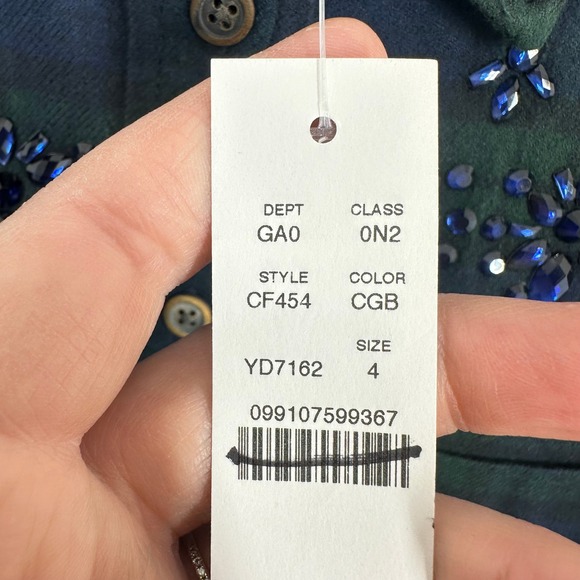 DEPT CLASS
GA0 0N2
STYLE COLOR
CF454 CGB
SIZE
YD7162 4
099107599367